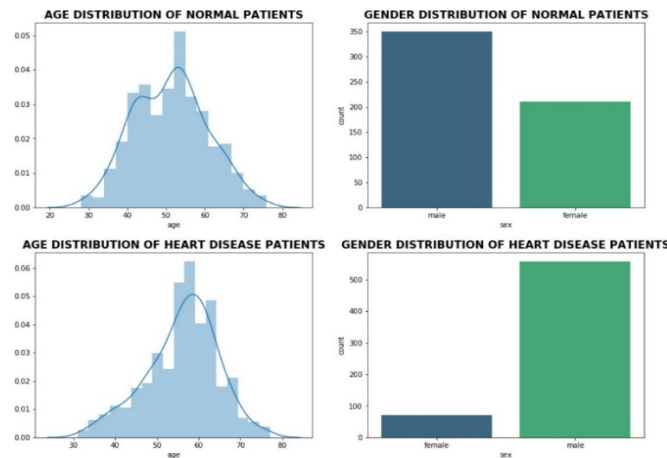 AGE DISTRIBUTION OF NORMAL PATIENTS
0.05
0.04
0.03
0.02
0.01
0.00
20 30 40 50 60 70 80
age
GENDER DISTRIBUTION OF NORMAL PATIENTS
350
300
250
200
150
100
50
0
count
male female
sex
AGE DISTRIBUTION OF HEART DISEASE PATIENTS
0.06
0.05
0.04
0.03
0.02
0.01
0.00
30 40 50 60 70 80
age
GENDER DISTRIBUTION OF HEART DISEASE PATIENTS
500
400
300
200
100
0
count
female male
sex